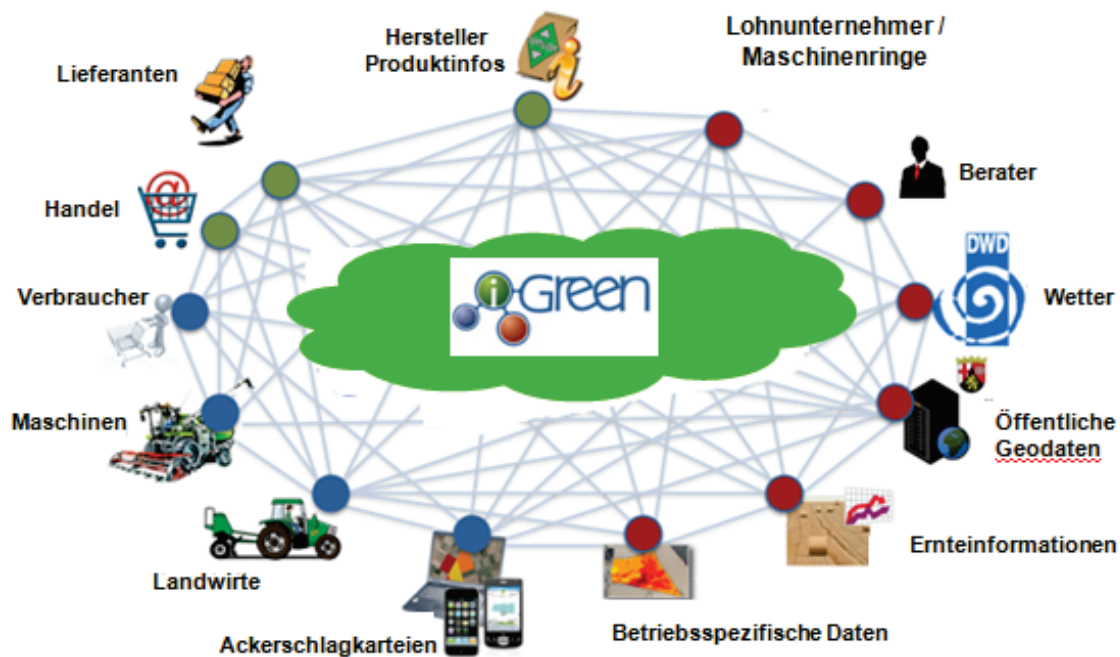 Hersteller
Produktinfos
Lohnunternehmer /
Maschinenringe
Lieferanten
Berater
Handel
DWD
Wetter
Verbraucher
i Green
Maschinen
Öffentliche
Geodaten
Ernteinformationen
Landwirte
Ackerschlagkarteien
Betriebsspezifische Daten